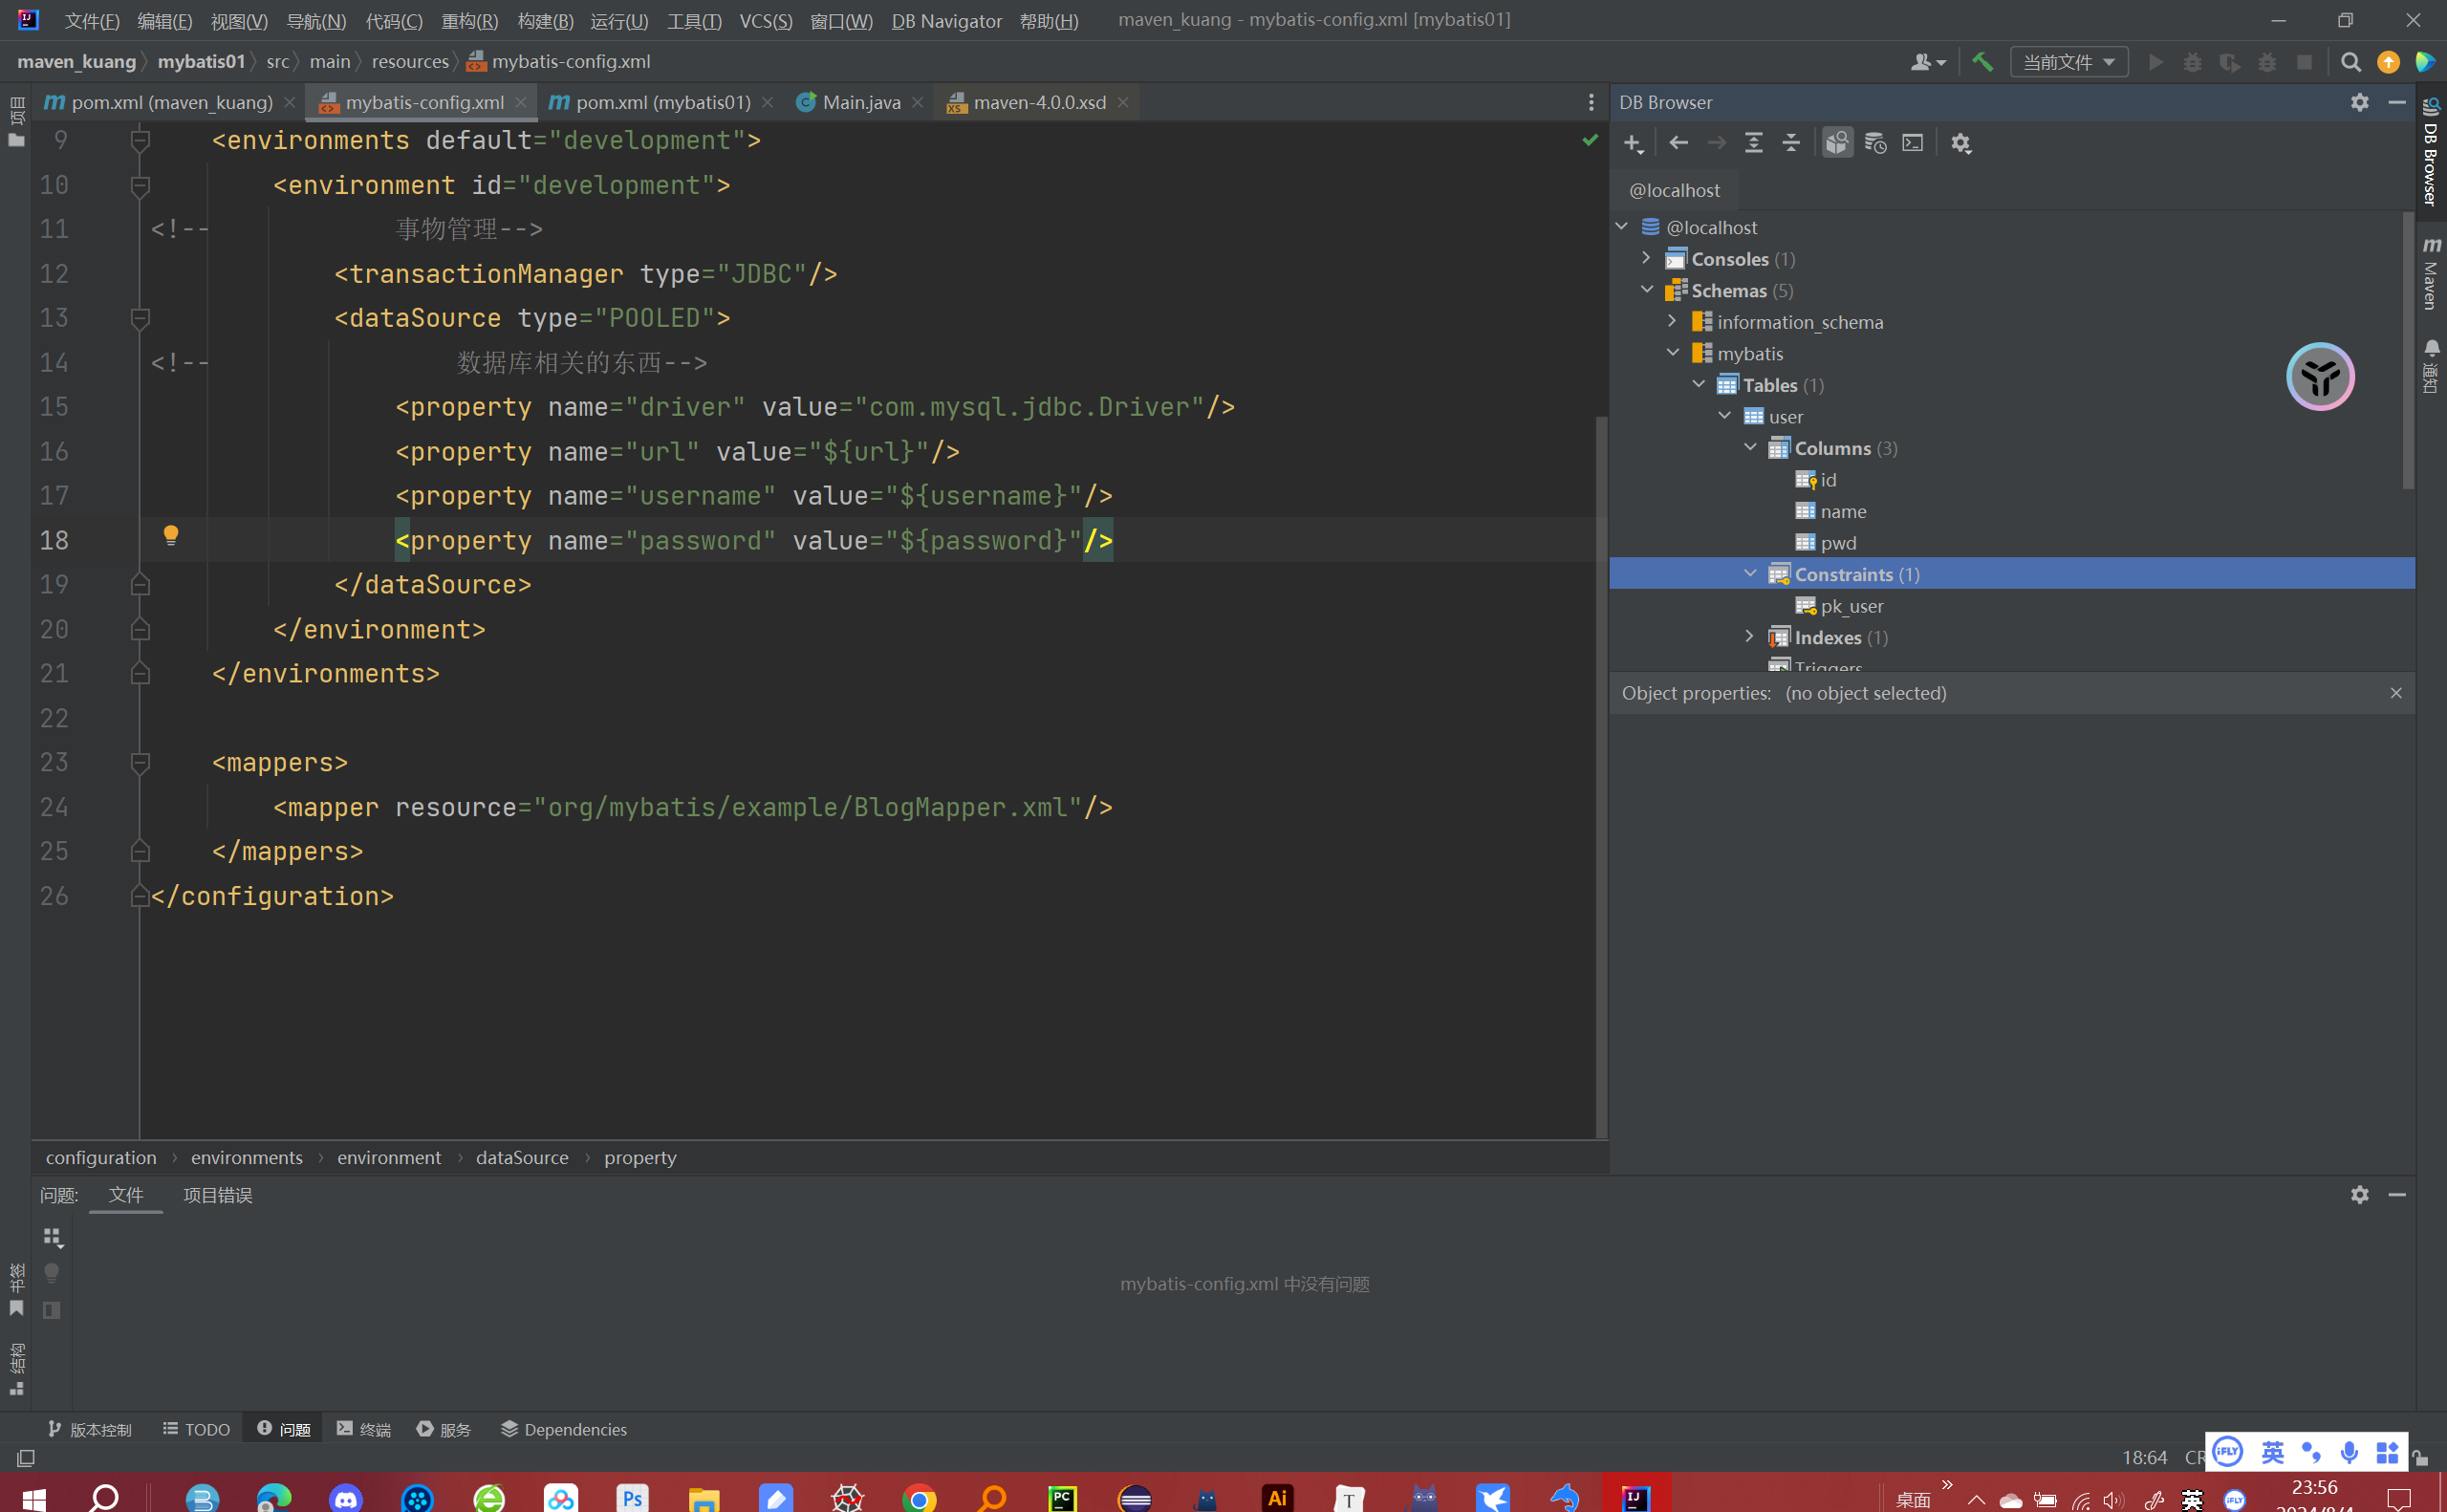 文件(F) 编辑(E) 视图(V) 导航(N) 代码(C) 重构(R) 构建(B) 运行(U) 工具(T) VCS(S) 窗口(W) DB Navigator 帮助(H) maven_kuang - mybatis-config.xml [mybatis01]
maven_kuang mybatis01 src main resources mybatis-config.xml
当前文件
项目
pom.xml (maven_kuang) mybatis-config.xml pom.xml (mybatis01) Main.java maven-4.0.0.xsd
9 <environments default="development">
10 <environment id="development">
11 <!-- 事物管理-->
12 <transactionManager type="JDBC"/>
13 <dataSource type="POOLED">
14 <!-- 数据库相关的东西-->
15 <property name="driver" value="com.mysql.jdbc.Driver"/>
16 <property name="url" value="${url}"/>
17 <property name="username" value="${username}"/>
18 <property name="password" value="${password}"/>
19 </dataSource>
20 </environment>
21 </environments>
22
23 <mappers>
24 <mapper resource="org/mybatis/example/BlogMapper.xml"/>
25 </mappers>
26 </configuration>
configuration environments environment dataSource property
DB Browser
@localhost
@localhost
Consoles (1)
Schemas (5)
information_schema
mybatis
Tables (1)
user
Columns (3)
id
name
pwd
Constraints (1)
pk_user
Indexes (1)
Triggers
Object properties: (no object selected)
DB Browser
Maven
通知
问题: 文件 项目错误
mybatis-config.xml 中没有问题
书签
结构
版本控制 TODO 问题 终端 服务 Dependencies
18:64
iFLY 英
Ps PC Ai T IJ
桌面 英 iFLY
23:56
2024/8/4